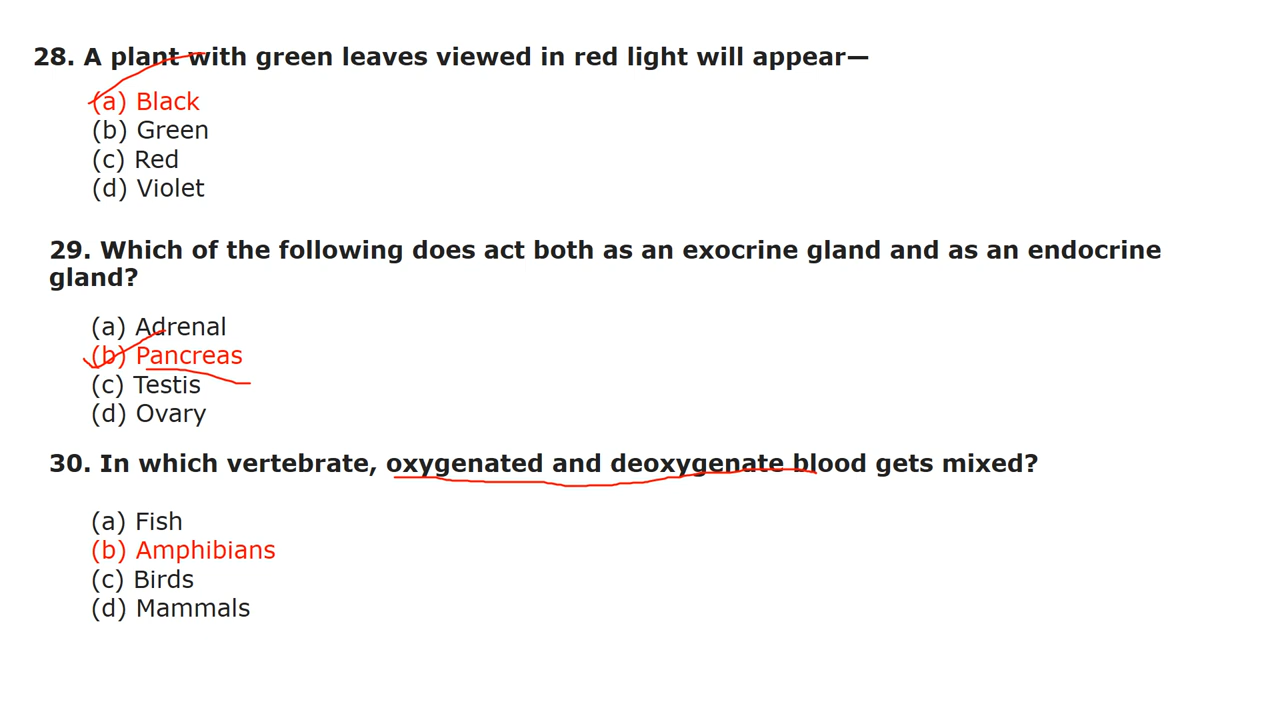 28. A plant with green leaves viewed in red light will appear—
(a) Black
(b) Green
(c) Red
(d) Violet
29. Which of the following does act both as an exocrine gland and as an endocrine
gland?
(a) Adrenal
(b) Pancreas
(c) Testis
(d) Ovary
30. In which vertebrate, oxygenated and deoxygenate blood gets mixed?
(a) Fish
(b) Amphibians
(c) Birds
(d) Mammals